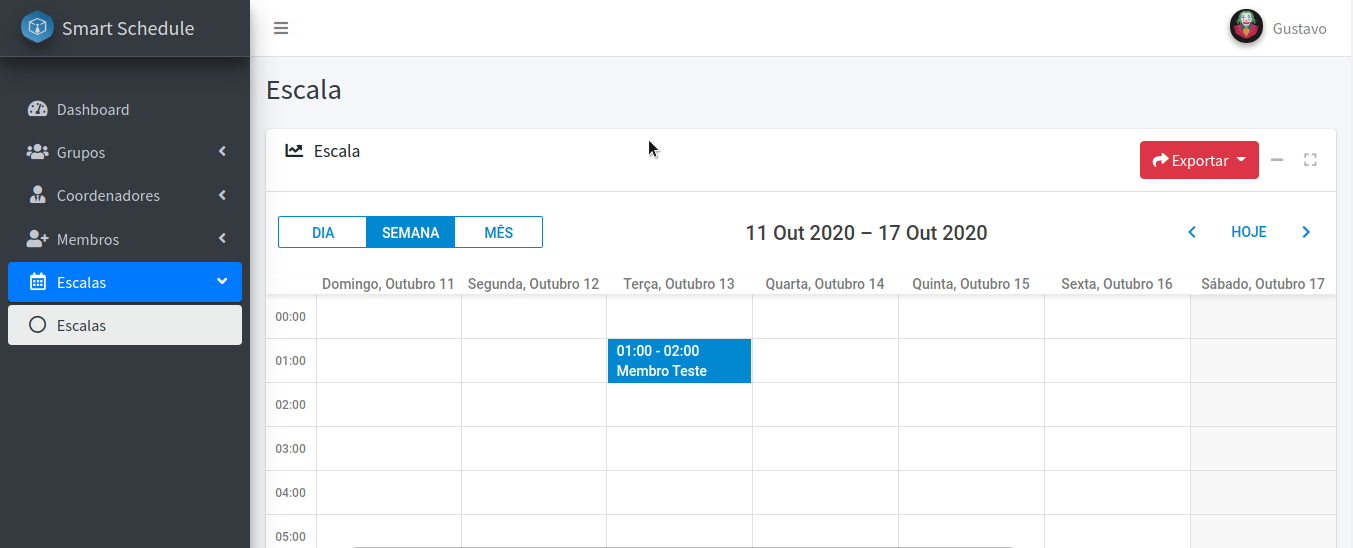 Smart Schedule
Gustavo
Dashboard
Grupos
Coordenadores
Membros
Escalas
Escalas
Escala
Escala
Exportar
DIA SEMANA MÊS
11 Out 2020 – 17 Out 2020
HOJE
Domingo, Outubro 11 Segunda, Outubro 12 Terça, Outubro 13 Quarta, Outubro 14 Quinta, Outubro 15 Sexta, Outubro 16 Sábado, Outubro 17
00:00
01:00
01:00 - 02:00
Membro Teste
02:00
03:00
04:00
05:00